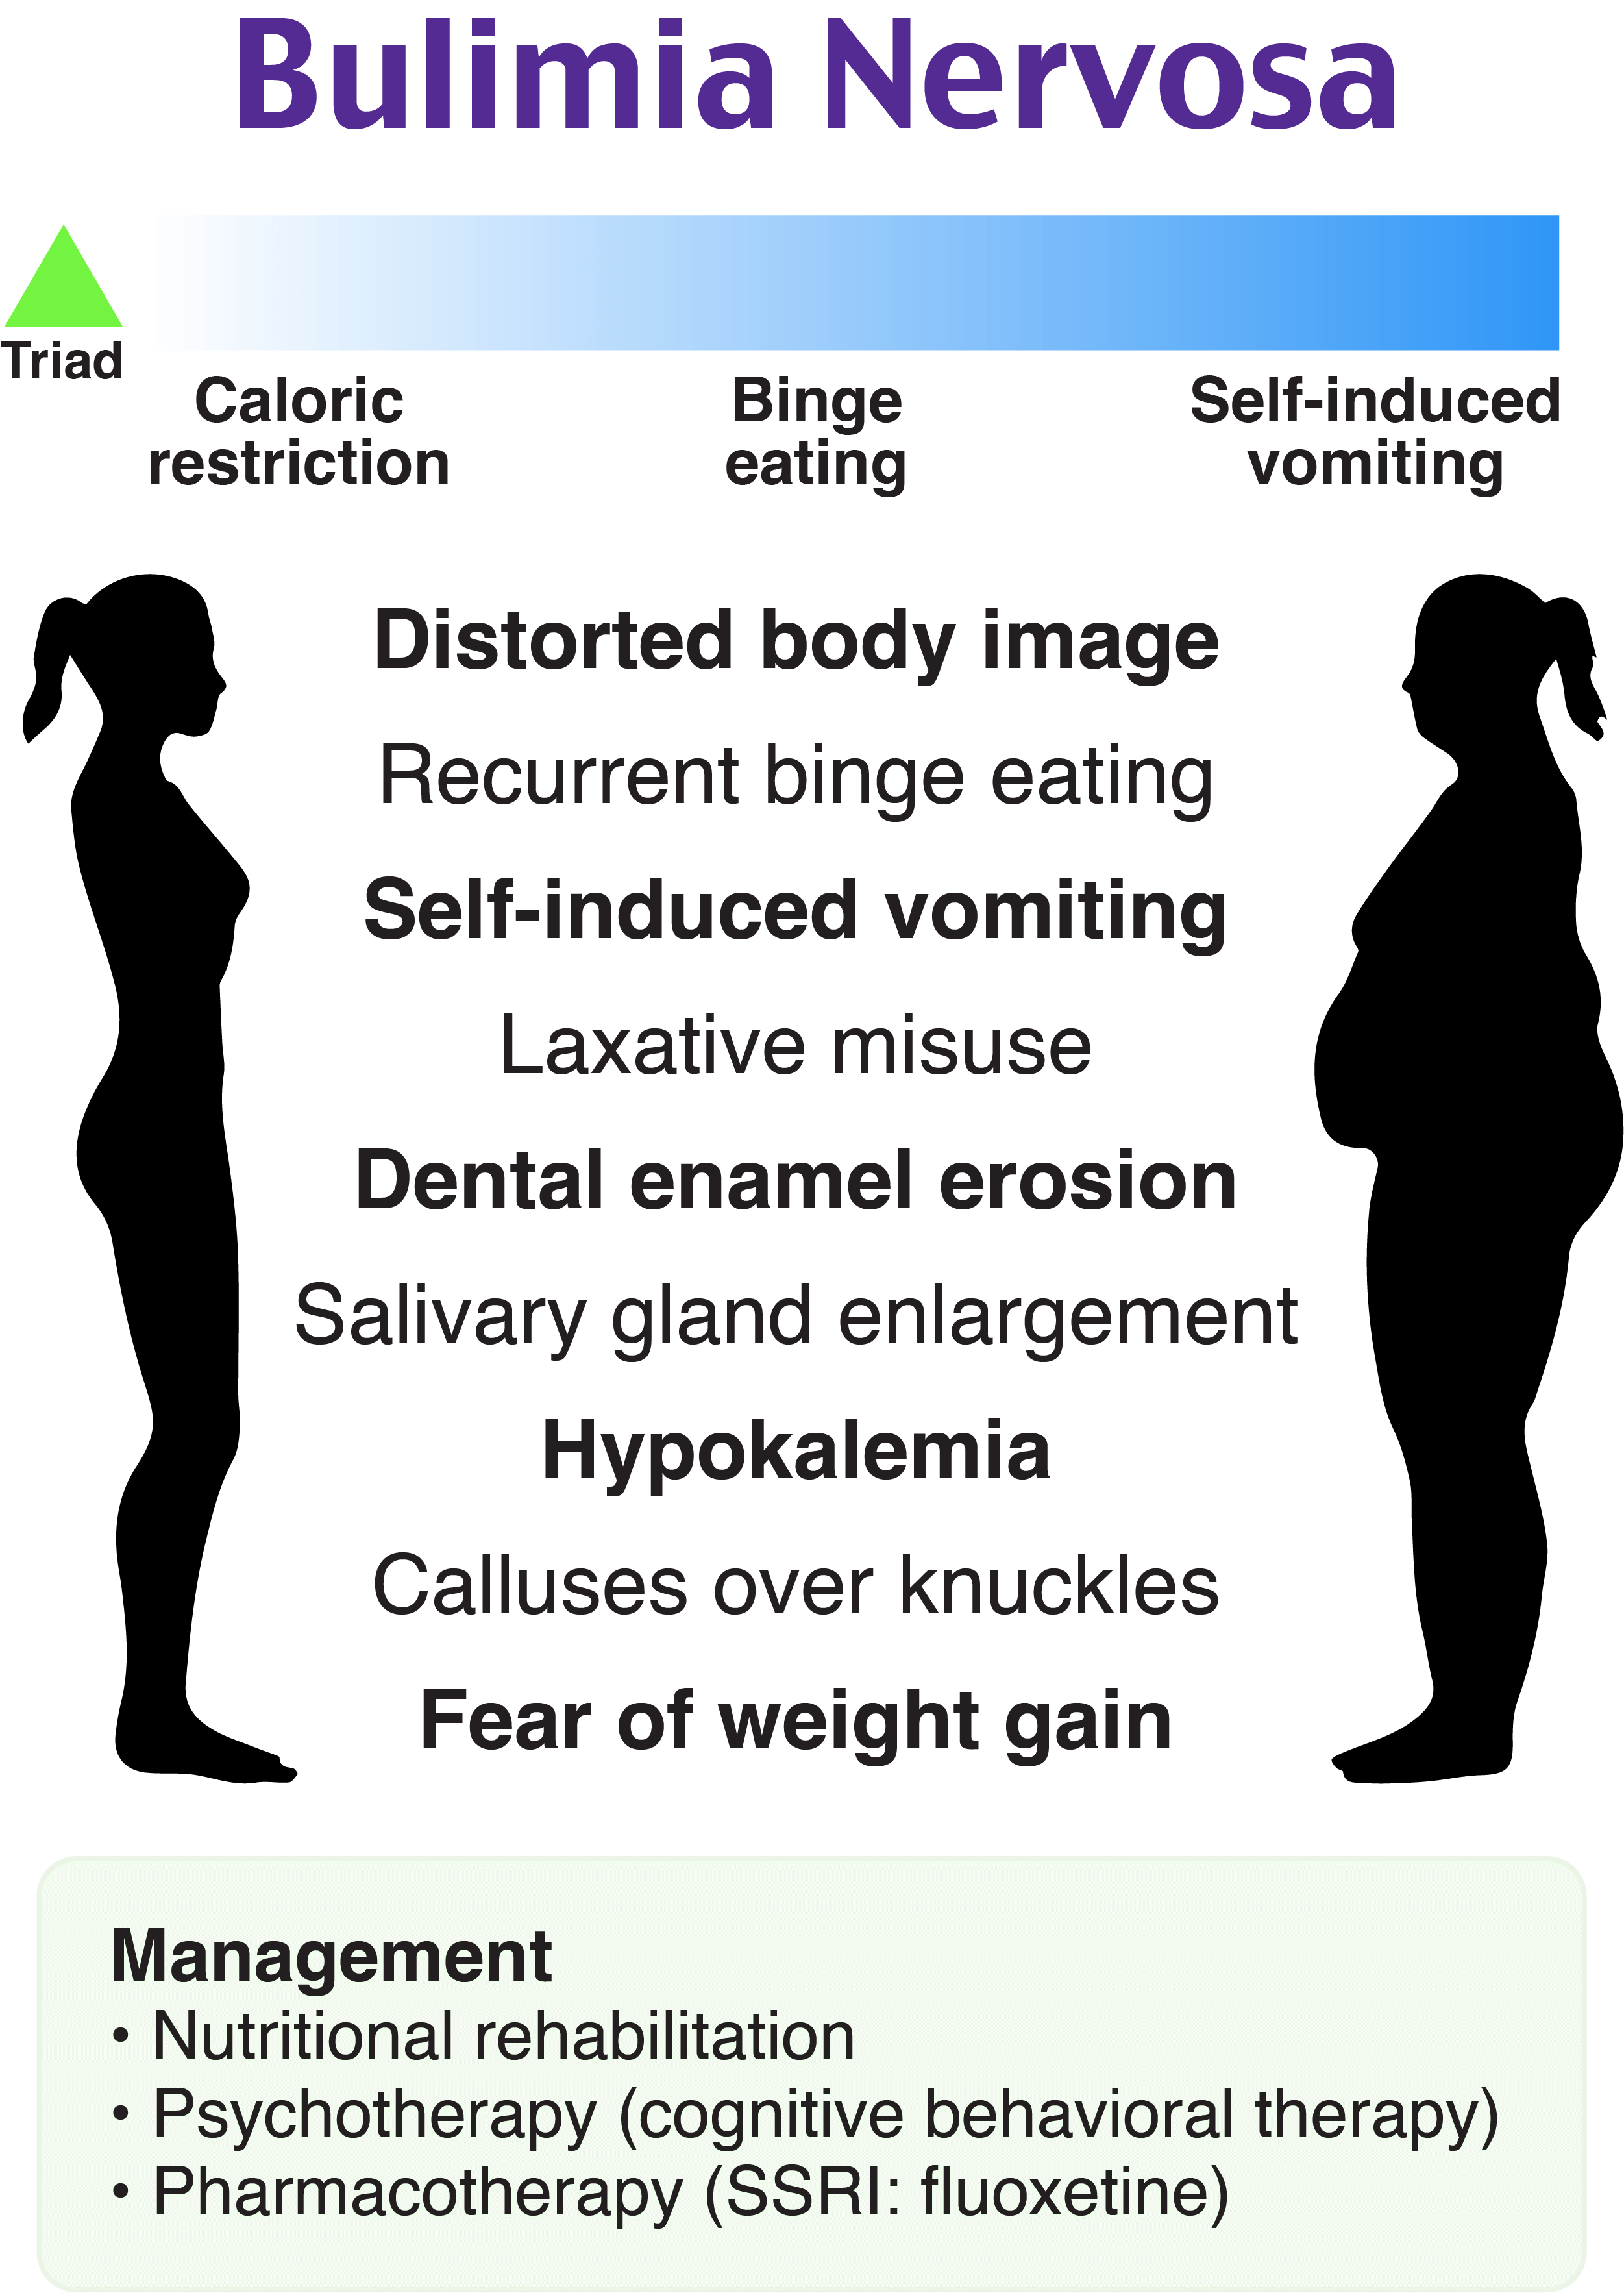 Bulimia Nervosa
Triad
Caloric
restriction
Binge
eating
Self-induced
vomiting
Distorted body image
Recurrent binge eating
Self-induced vomiting
Laxative misuse
Dental enamel erosion
Salivary gland enlargement
Hypokalemia
Calluses over knuckles
Fear of weight gain
Management
• Nutritional rehabilitation
• Psychotherapy (cognitive behavioral therapy)
• Pharmacotherapy (SSRI: fluoxetine)